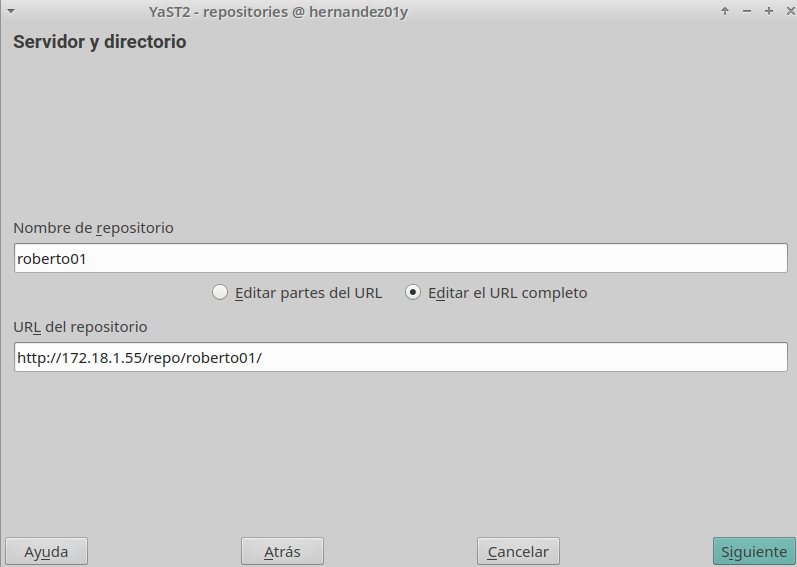 YaST2 - repositories @ hernandez01y
Servidor y directorio
Nombre de repositorio
roberto01
Editar partes del URL Editar el URL completo
URL del repositorio
http://172.18.1.55/repo/roberto01/
Ayuda Atrás Cancelar Siguiente